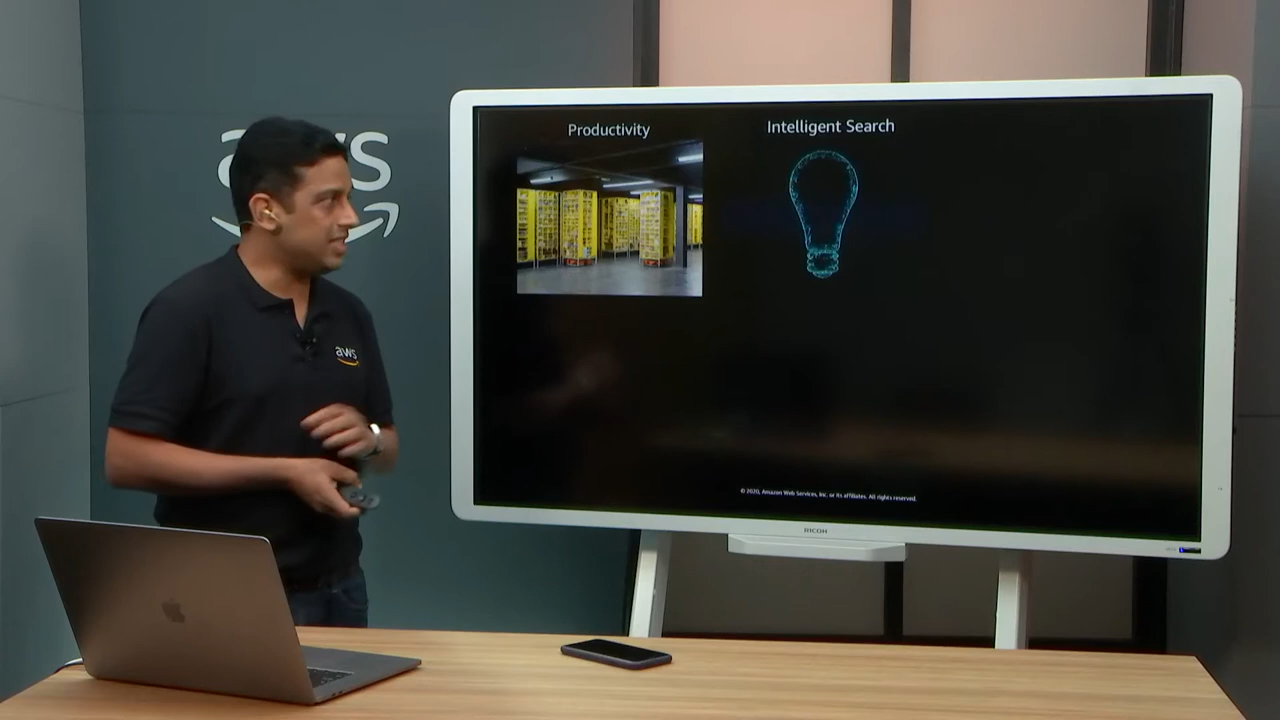 aws
aws
Productivity
Intelligent Search
© 2020, Amazon Web Services, Inc. or its affiliates. All rights reserved.
RICOH